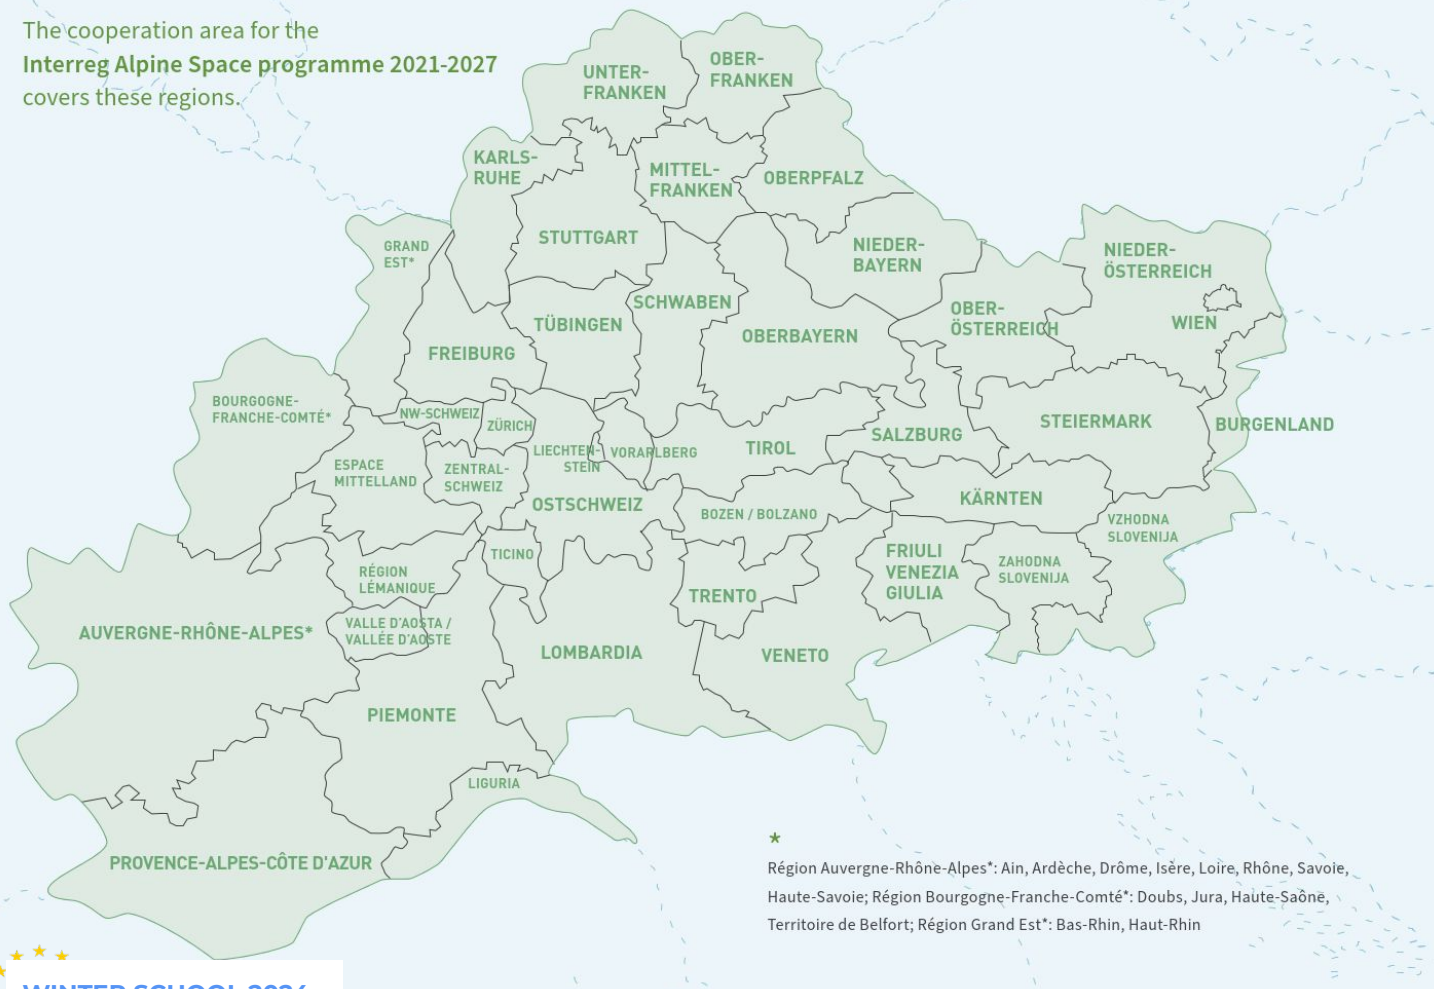 The cooperation area for the
Interreg Alpine Space programme 2021-2027
covers these regions.
UNTER-
FRANKEN
OBER-
FRANKEN
KARLS-
RUHE
MITTEL-
FRANKEN
OBERPFALZ
STUTTGART
GRAND
EST*
NIEDER-
BAYERN
NIEDER-
ÖSTERREICH
SCHWABEN
TÜBINGEN
OBERBAYERN
OBER-
ÖSTERREICH
WIEN
FREIBURG
BOURGOGNE-
FRANCHE-COMTÉ*
NW-SCHWEIZ
ZÜRICH
STEIERMARK
BURGENLAND
SALZBURG
TIROL
LIECHTEN-
STEIN
VORARLBERG
ESPACE
MITTELLAND
ZENTRAL-
SCHWEIZ
OSTSCHWEIZ
BOZEN / BOLZANO
KÄRNTEN
VZHODNA
SLOVENIJA
TICINO
FRIULI
VENEZIA
GIULIA
ZAHODNA
SLOVENIJA
RÉGION
LÉMANIQUE
TRENTO
AUVERGNE-RHÔNE-ALPES*
VALLE D'AOSTA /
VALLÉE D'AOSTE
LOMBARDIA
VENETO
PIEMONTE
LIGURIA
PROVENCE-ALPES-CÔTE D'AZUR
*
Région Auvergne-Rhône-Alpes*: Ain, Ardèche, Drôme, Isère, Loire, Rhône, Savoie,
Haute-Savoie; Région Bourgogne-Franche-Comté*: Doubs, Jura, Haute-Saône,
Territoire de Belfort; Région Grand Est*: Bas-Rhin, Haut-Rhin
WINTER SCHOOL